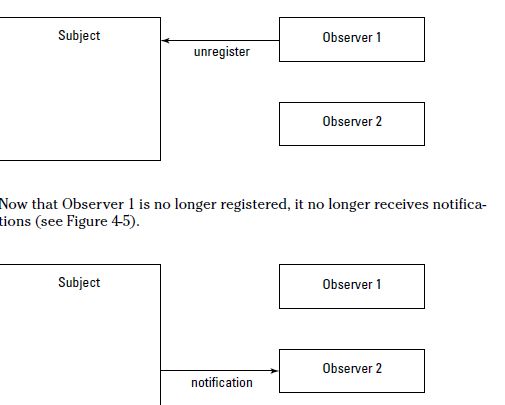 Subject
Observer 1
unregister
Observer 2
Now that Observer 1 is no longer registered, it no longer receives notifica-
tions (see Figure 4-5).
Subject
Observer 1
Observer 2
notification